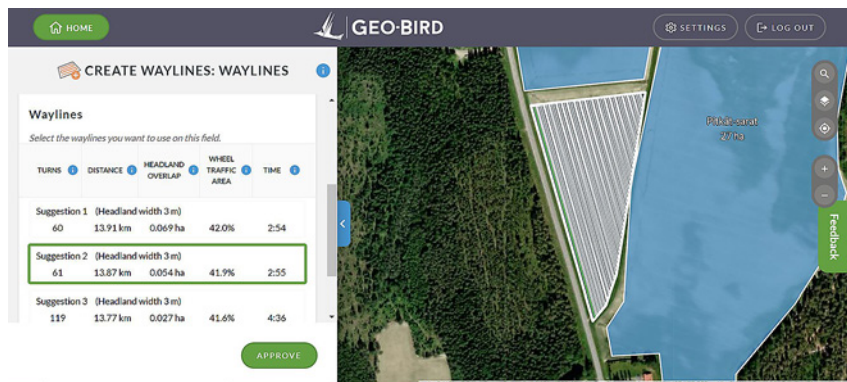 HOME
GEO-BIRD
SETTINGS
LOG OUT
CREATE WAYLINES: WAYLINES
Waylines
Select the waylines you want to use on this field.
TURNS DISTANCE HEADLAND OVERLAP WHEEL TRAFFIC AREA TIME
Suggestion 1 (Headland width 3 m)
60 13.91 km 0.069 ha 42.0% 2:54
Suggestion 2 (Headland width 3 m)
61 13.87 km 0.054 ha 41.9% 2:55
Suggestion 3 (Headland width 3 m)
119 13.77 km 0.027 ha 41.6% 4:36
APPROVE
27 ha
Feedback